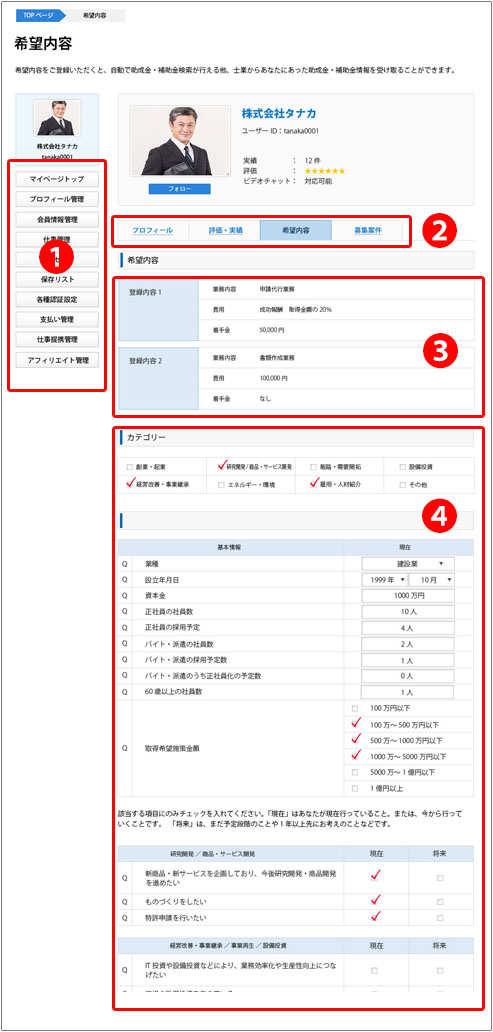 TOP ページ
希望内容
希望内容
希望内容をご登録いただくと、自動で助成金・補助金検索が行える他、士業からあなたにあった助成金・補助金情報を受け取ることができます。
株式会社タナカ
tanaka0001
マイページトップ
プロフィール管理
会員情報管理
仕事管理
1
保存リスト
各種認証設定
支払い管理
仕事提携管理
アフィリエイト管理
株式会社タナカ
ユーザー ID：tanaka0001
実績 ： 12 件
評価 ： ★★★★★★
ビデオチャット： 対応可能
フォロー
プロフィール 評価・実績 希望内容 募集案件
2
希望内容
登録内容 1
業務内容 申請代行業務
費用 成功報酬 取得金額の 20%
着手金 50,000 円
3
登録内容 2
業務内容 書類作成業務
費用 100,000 円
着手金 なし
カテゴリー
創業・起業 研究開発 / 商品・サービス開発 販路・需要開拓 設備投資
経営改善・事業継承 エネルギー・環境 雇用・人材紹介 その他
4
基本情報 現在
Q 業種 建設業 ▼
Q 設立年月日 1999 年 ▼ 10 月 ▼
Q 資本金 1000 万円
Q 正社員の社員数 10 人
Q 正社員の採用予定 4 人
Q バイト・派遣の社員数 2 人
Q バイト・派遣の採用予定数 1 人
Q バイト・派遣のうち正社員化の予定数 0 人
Q 60 歳以上の社員数 1 人
Q 取得希望施策金額
100 万円以下
100 万〜 500 万円以下
500 万〜 1000 万円以下
1000 万〜 5000 万円以下
5000 万〜 1 億円以下
1 億円以上
該当する項目にのみチェックを入れてください。「現在」はあなたが現在行っていること。または、今から行って
いくことです。 「将来」は、まだ予定段階のことや 1 年以上先にお考えのことなどです。
研究開発 ／ 商品・サービス開発 現在 将来
Q 新商品・新サービスを企画しており、今後研究開発・商品開発
を進めたい
Q ものづくりをしたい
Q 特許申請を行いたい
経営改善・事業継承 ／ 事業再生 ／ 設備投資 現在 将来
Q IT 投資や設備投資などにより、業務効率化や生産性向上につな
げたい